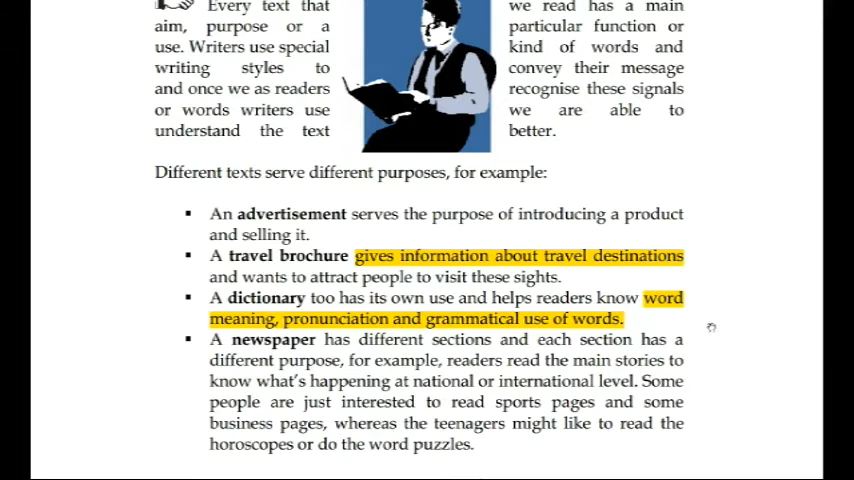 Every text that we read has a main
aim, purpose or a particular function or
use. Writers use special kind of words and
writing styles to convey their message
and once we as readers recognise these signals
or words writers use we are able to
understand the text better.
Different texts serve different purposes, for example:
▪ An advertisement serves the purpose of introducing a product
and selling it.
▪ A travel brochure gives information about travel destinations
and wants to attract people to visit these sights.
▪ A dictionary too has its own use and helps readers know word
meaning, pronunciation and grammatical use of words.
▪ A newspaper has different sections and each section has a
different purpose, for example, readers read the main stories to
know what's happening at national or international level. Some
people are just interested to read sports pages and some
business pages, whereas the teenagers might like to read the
horoscopes or do the word puzzles.